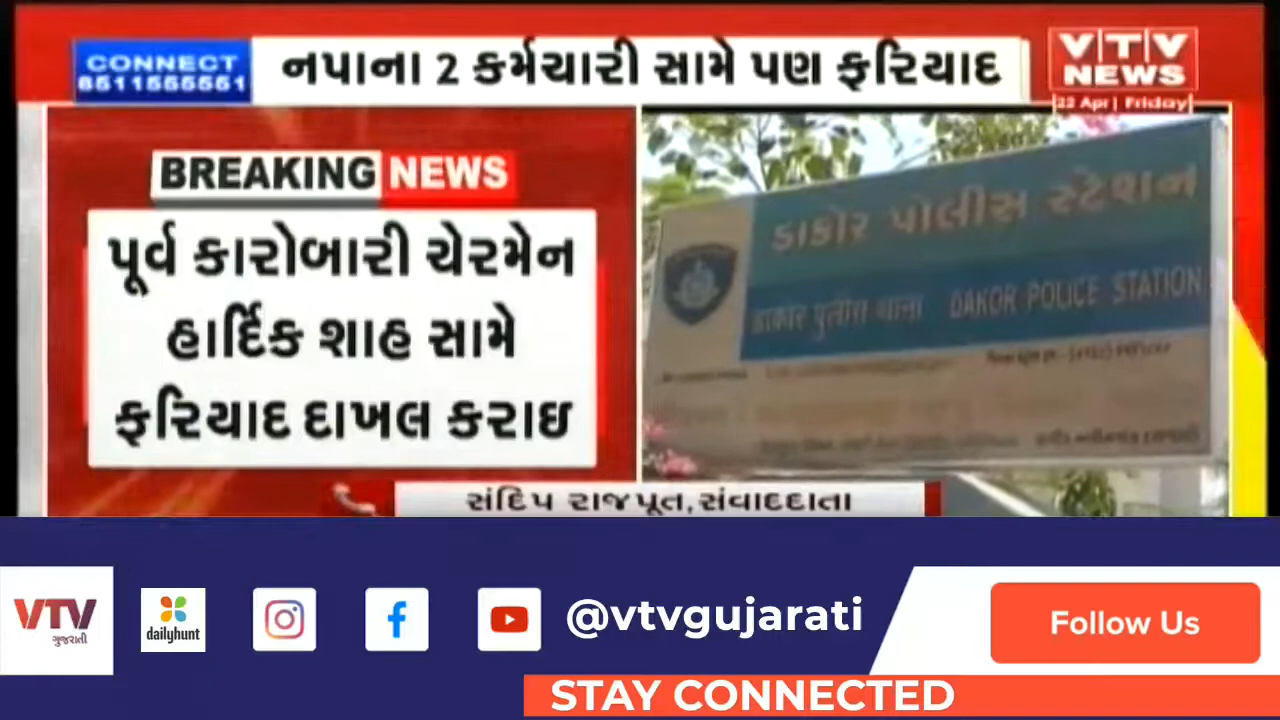 CONNECT
8511555551
નપાના 2 કર્મચારી સામે પણ ફરિયાદ
VTV
NEWS
22 Apr | Friday
BREAKING NEWS
પૂર્વ કારોબારી ચેરમેન
હાર્દિક શાહ સામે
ફરિયાદ દાખલ કરાઇ
ડાકોર પોલીસ સ્ટેશન
डाकोर पुलीस थाना DAKOR POLICE STATION
સંદિપ રાજપૂત,સંવાદદાતા
VTV
ગુજરાતી
dailyhunt
@vtvgujarati
Follow Us
STAY CONNECTED